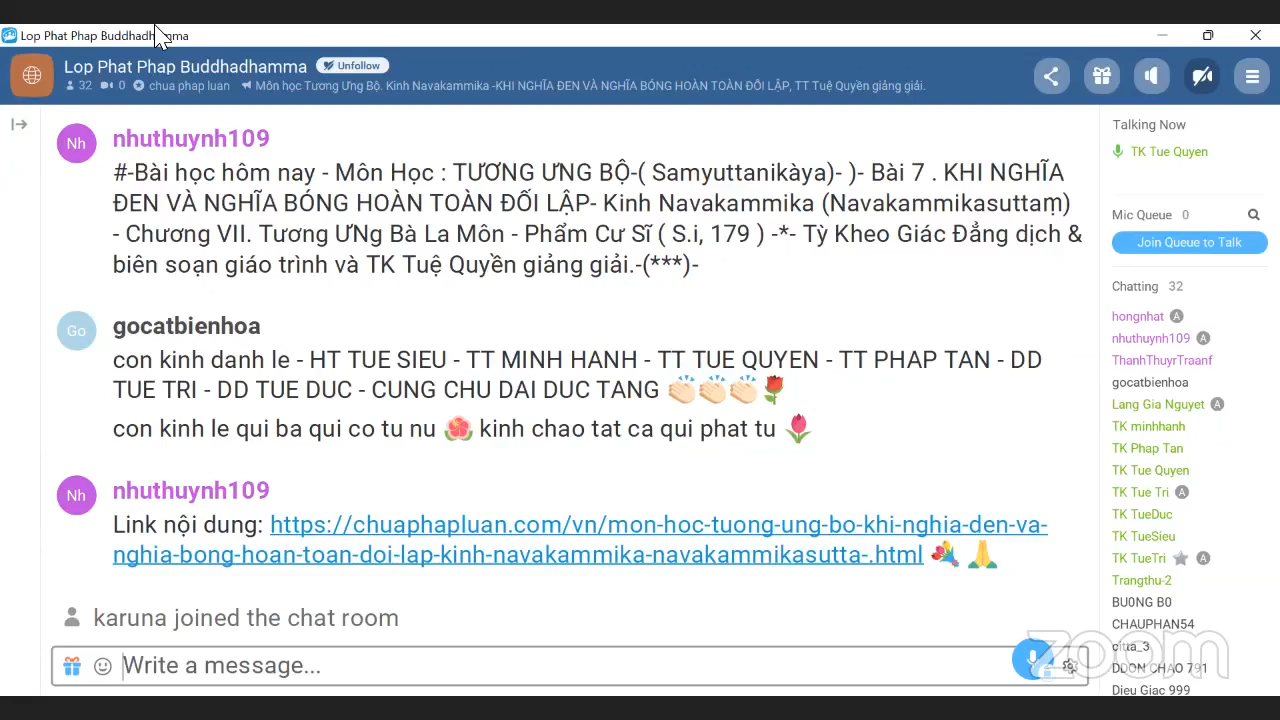 Lop Phat Phap Buddhadhamma
Lop Phat Phap Buddhadhamma Unfollow
32 0 chua phap luan Môn học Tương Ưng Bộ. Kinh Navakammika -KHI NGHĨA ĐEN VÀ NGHĨA BÓNG HOÀN TOÀN ĐỐI LẬP, TT Tuệ Quyền giảng giải.
Nh nhuthuynh109
#-Bài học hôm nay - Môn Học : TƯƠNG ƯNG BỘ-( Samyuttanikàya)- )- Bài 7 . KHI NGHĨA
ĐEN VÀ NGHĨA BÓNG HOÀN TOÀN ĐỐI LẬP- Kinh Navakammika (Navakammikasuttaṃ)
- Chương VII. Tương ƯNg Bà La Môn - Phẩm Cư Sĩ ( S.i, 179 ) -*- Tỳ Kheo Giác Đẳng dịch &
biên soạn giáo trình và TK Tuệ Quyền giảng giải.-(***)-
Go gocatbienhoa
con kinh danh le - HT TUE SIEU - TT MINH HANH - TT TUE QUYEN - TT PHAP TAN - DD
TUE TRI - DD TUE DUC - CUNG CHU DAI DUC TANG 👏🏻👏🏻👏🏻🌹
con kinh le qui ba qui co tu nu 🌺 kinh chao tat ca qui phat tu 🌷
Nh nhuthuynh109
Link nội dung: https://chuaphapluan.com/vn/mon-hoc-tuong-ung-bo-khi-nghia-den-va-
nghia-bong-hoan-toan-doi-lap-kinh-navakammika-navakammikasutta-.html 💐 🙏
karuna joined the chat room
Write a message...
Talking Now
TK Tue Quyen
Mic Queue 0
Join Queue to Talk
Chatting 32
hongnhat A
nhuthuynh109 A
ThanhThuyrTraanf
gocatbienhoa
Lang Gia Nguyet A
TK minhhanh
TK Phap Tan
TK Tue Quyen
TK Tue Tri A
TK TueDuc
TK TueSieu
TK TueTri A
Trangthu-2
BU0NG B0
CHAUPHAN54
citta_3
DDON CHAO 791
Dieu Giac 999
zoom